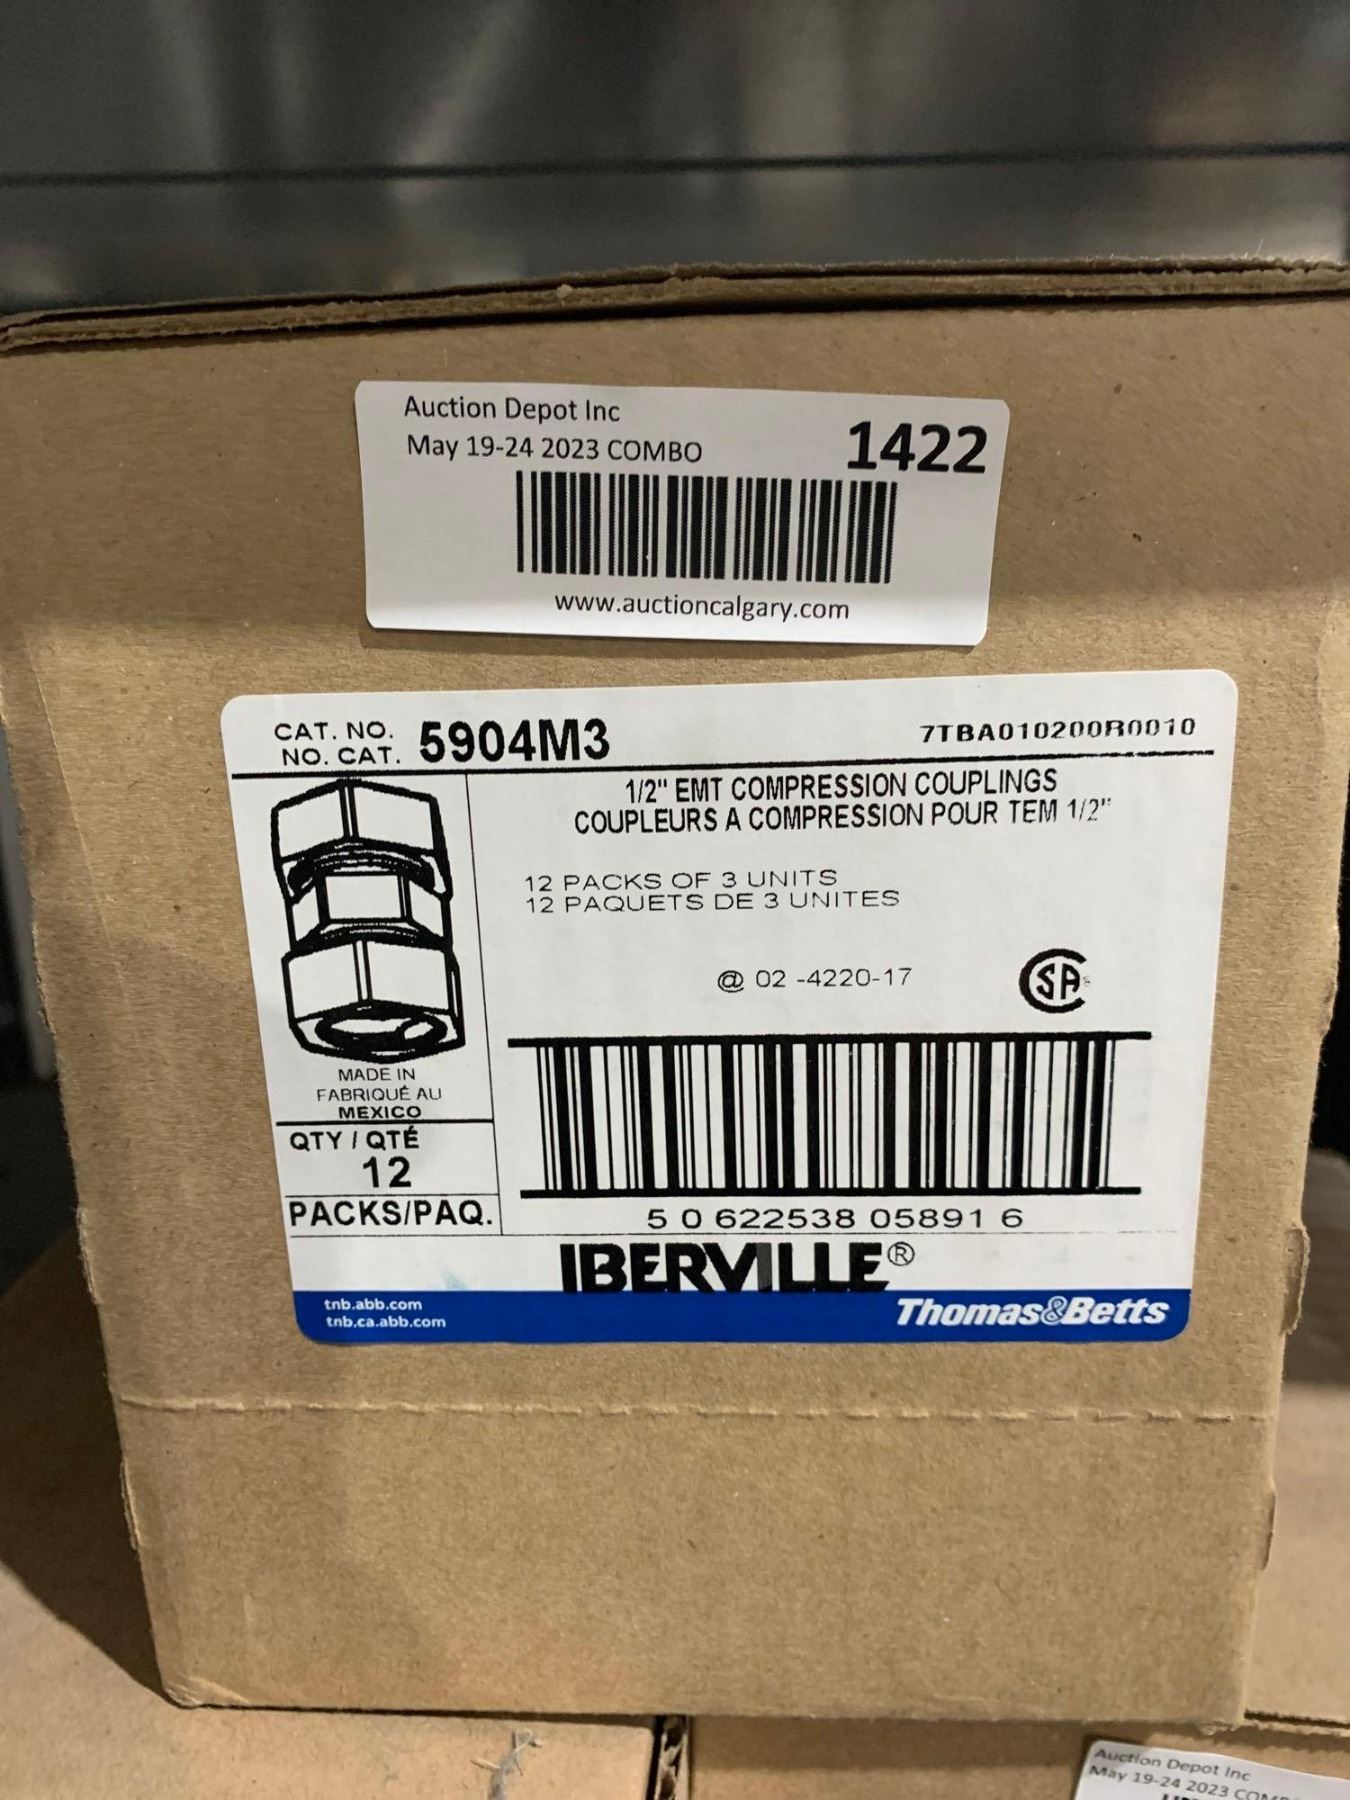 Auction Depot Inc
May 19-24 2023 COMBO
1422
www.auctioncalgary.com
CAT. NO.
NO. CAT.
5904M3
7TBA010200R0010
1/2" EMT COMPRESSION COUPLINGS
COUPLEURS A COMPRESSION POUR TEM 1/2"
12 PACKS OF 3 UNITS
12 PAQUETS DE 3 UNITES
@ 02 -4220-17
SA
MADE IN
FABRIQUÉ AU
MEXICO
QTY / QTÉ
12
PACKS/PAQ.
5 0 622538 05891 6
IBERVILLE®
tnb.abb.com
tnb.ca.abb.com
Thomas&Betts
Auction Depot Inc
May 19-24 2023